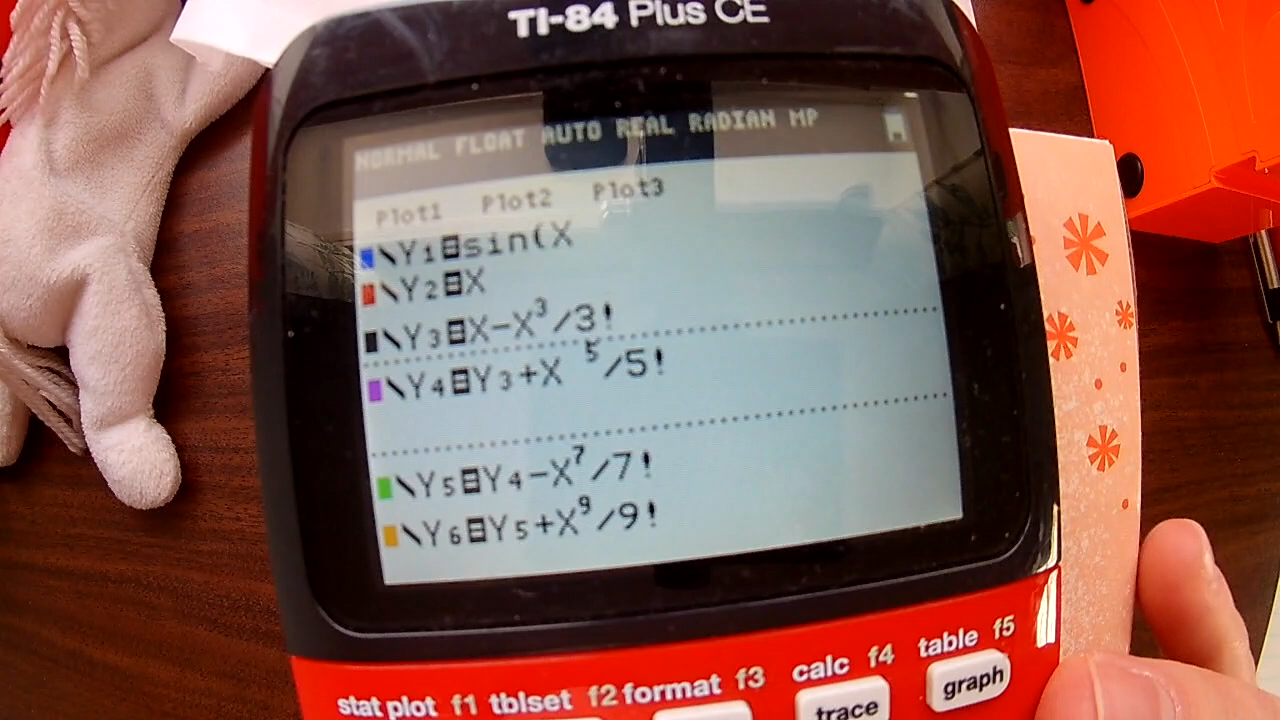 TI-84 Plus CE
NORMAL FLOAT AUTO REAL RADIAN MP
Plot1 Plot2 Plot3
\Y1=sin(X
\Y2=X
\Y3=X-X³/3!
\Y4=Y3+X ⁵/5!
\Y5=Y4-X⁷/7!
\Y6=Y5+X⁹/9!
stat plot f1 tblset f2 format f3 calc f4 table f5
trace graph